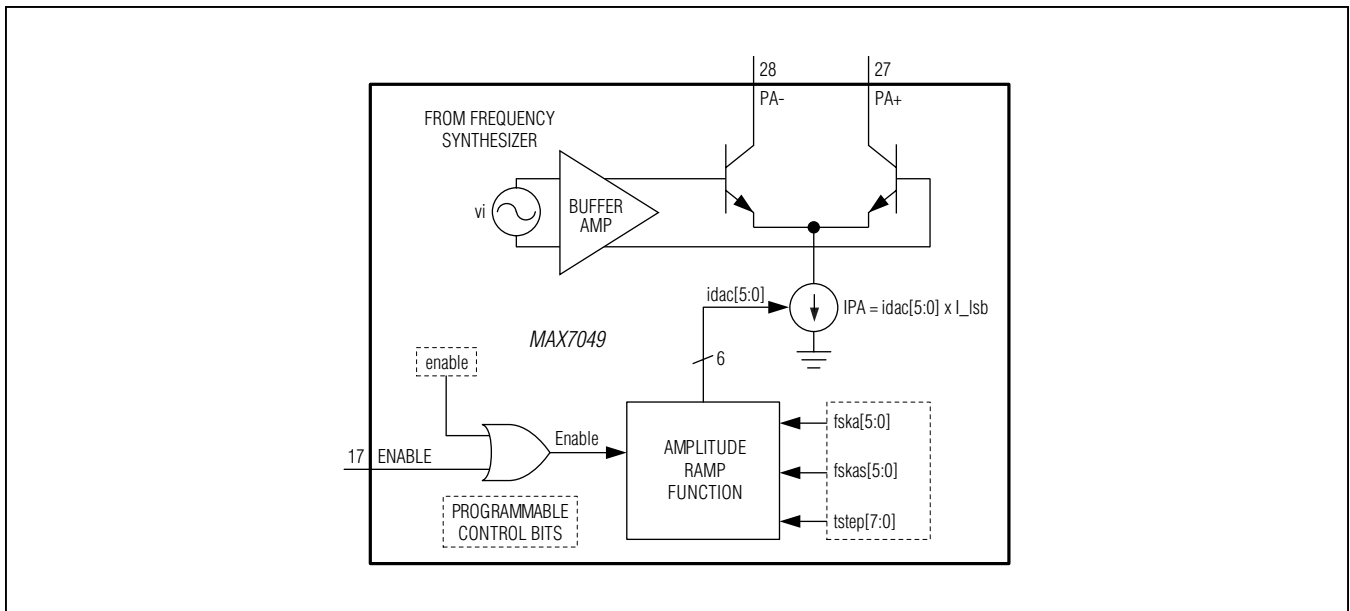 28
27
PA-
PA+
FROM FREQUENCY
SYNTHESIZER
vi
BUFFER
AMP
idac[5:0]
IPA = idac[5:0] x I_lsb
MAX7049
6
enable
Enable
17
ENABLE
AMPLITUDE
RAMP
FUNCTION
fska[5:0]
fskas[5:0]
tstep[7:0]
PROGRAMMABLE
CONTROL BITS